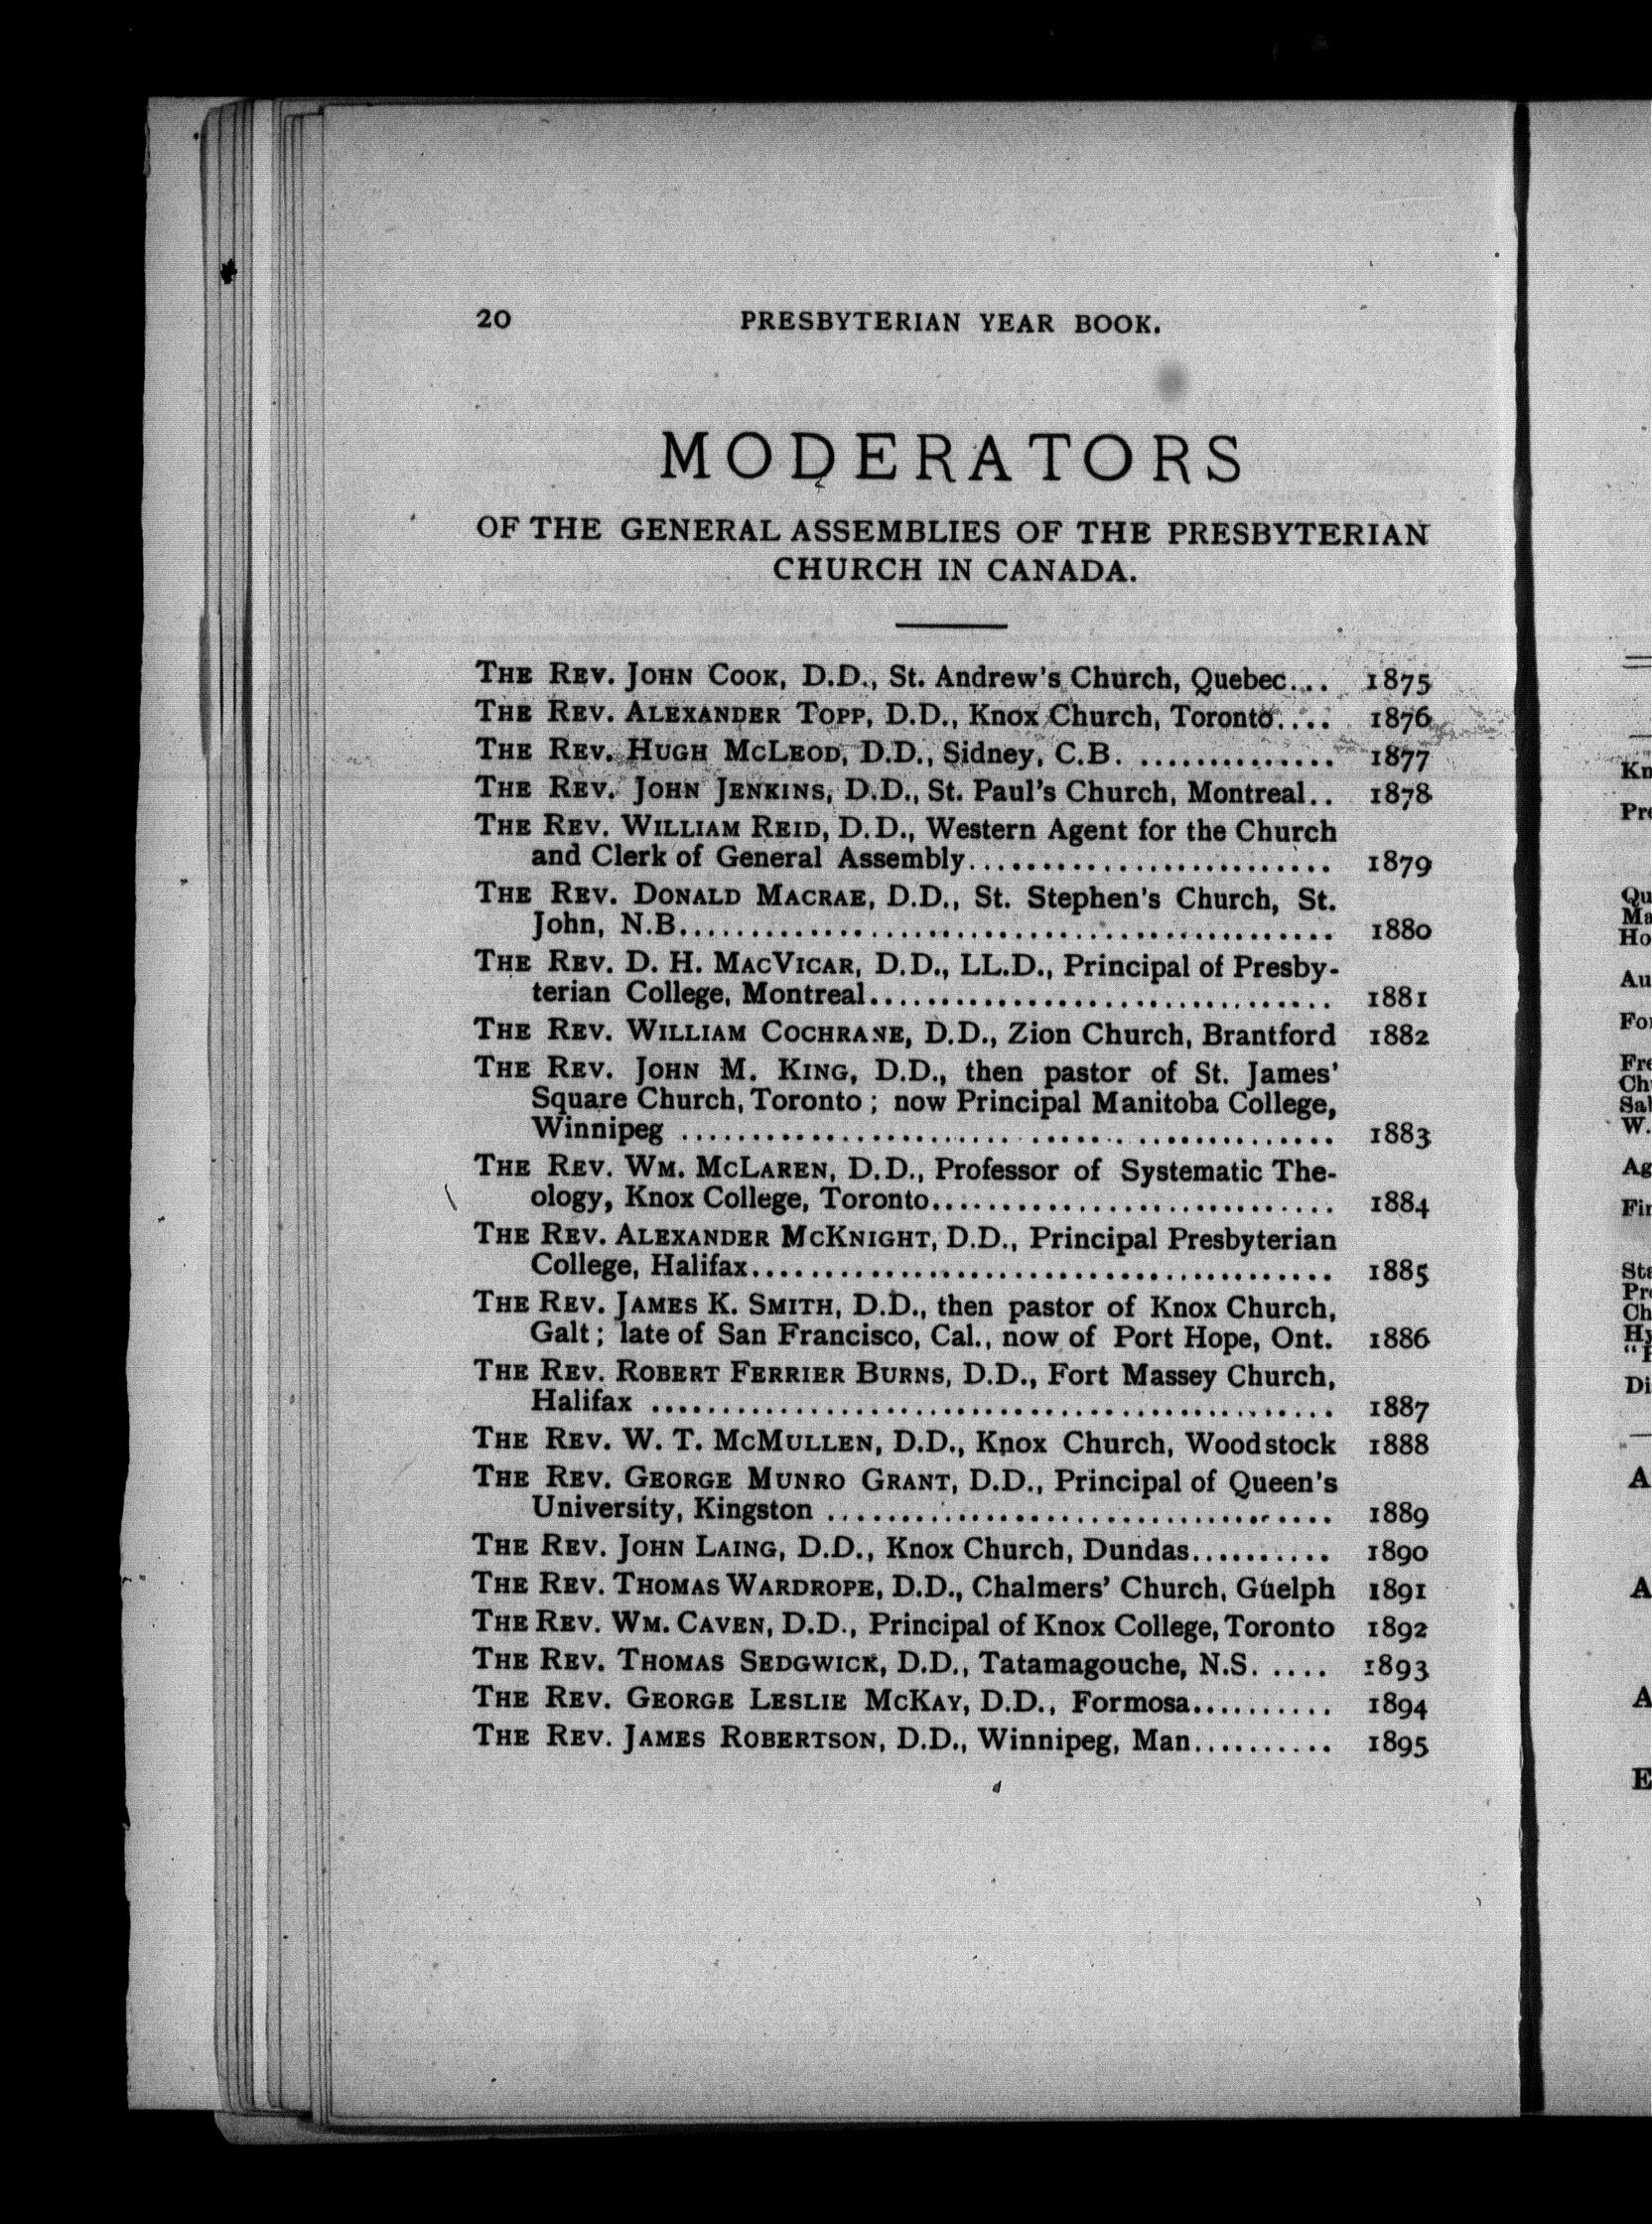 20 PRESBYTERIAN YEAR BOOK.
MODERATORS
OF THE GENERAL ASSEMBLIES OF THE PRESBYTERIAN
CHURCH IN CANADA.
THE REV. JOHN COOK, D.D., St. Andrew's Church, Quebec... 1875
THE REV. ALEXANDER TOPP, D.D., Knox Church, Toronto.... 1876
THE REV. HUGH MCLEOD, D.D., Sidney, C.B. .............. 1877
THE REV. JOHN JENKINS, D.D., St. Paul's Church, Montreal.. 1878
THE REV. WILLIAM REID, D.D., Western Agent for the Church
and Clerk of General Assembly.......................... 1879
THE REV. DONALD MACRAE, D.D., St. Stephen's Church, St.
John, N.B.............................................. 1880
THE REV. D. H. MACVICAR, D.D., LL.D., Principal of Presby-
terian College, Montreal................................. 1881
THE REV. WILLIAM COCHRANE, D.D., Zion Church, Brantford 1882
THE REV. JOHN M. KING, D.D., then pastor of St. James'
Square Church, Toronto; now Principal Manitoba College,
Winnipeg .............................................. 1883
THE REV. WM. MCLAREN, D.D., Professor of Systematic The-
ology, Knox College, Toronto............................. 1884
THE REV. ALEXANDER MCKNIGHT, D.D., Principal Presbyterian
College, Halifax......................................... 1885
THE REV. JAMES K. SMITH, D.D., then pastor of Knox Church,
Galt; late of San Francisco, Cal., now of Port Hope, Ont. 1886
THE REV. ROBERT FERRIER BURNS, D.D., Fort Massey Church,
Halifax ................................................ 1887
THE REV. W. T. MCMULLEN, D.D., Knox Church, Woodstock 1888
THE REV. GEORGE MUNRO GRANT, D.D., Principal of Queen's
University, Kingston .................................... 1889
THE REV. JOHN LAING, D.D., Knox Church, Dundas.......... 1890
THE REV. THOMAS WARDROPE, D.D., Chalmers' Church, Guelph 1891
THE REV. WM. CAVEN, D.D., Principal of Knox College, Toronto 1892
THE REV. THOMAS SEDGWICK, D.D., Tatamagouche, N.S. .... 1893
THE REV. GEORGE LESLIE MCKAY, D.D., Formosa.......... 1894
THE REV. JAMES ROBERTSON, D.D., Winnipeg, Man.......... 1895